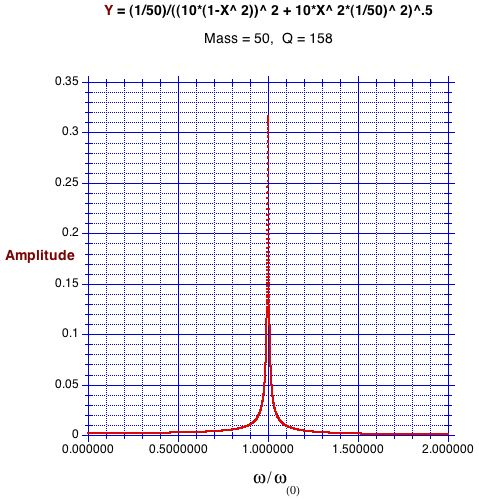 Y = (1/50)/((10*(1-X^ 2))^ 2 + 10*X^ 2*(1/50)^ 2)^.5
Mass = 50,  Q = 158
0.35
0.3
0.25
0.2
Amplitude
0.15
0.1
0.05
0
0.000000 0.5000000 1.000000 1.500000 2.000000
ω/ω(0)